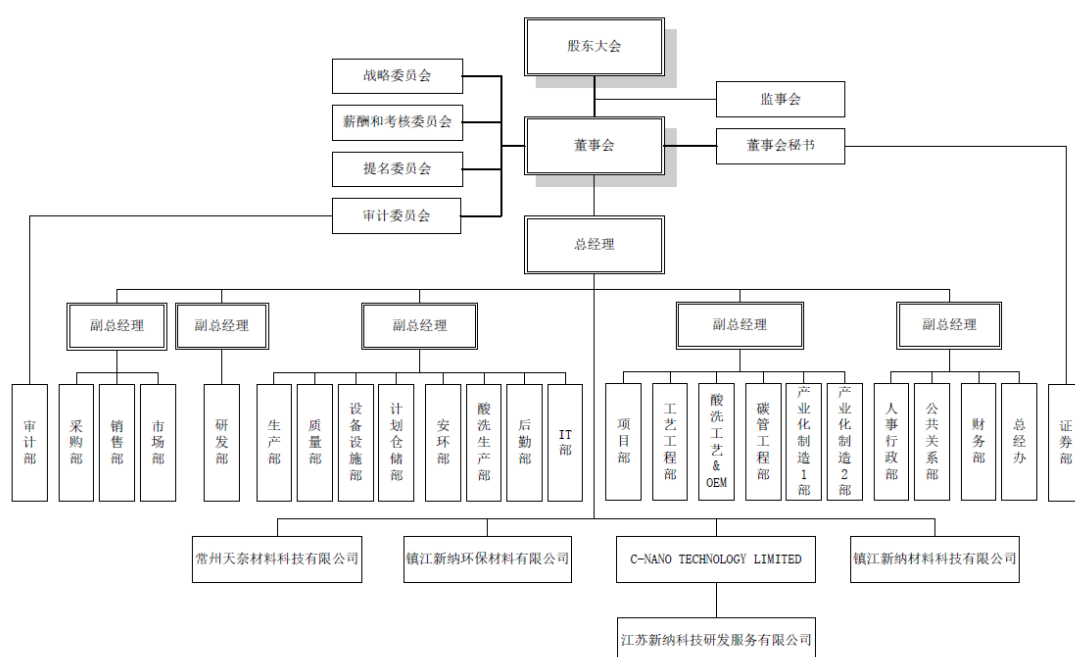 股东大会
战略委员会
监事会
薪酬和考核委员会
董事会
董事会秘书
提名委员会
审计委员会
总经理
副总经理
副总经理
副总经理
副总经理
副总经理
审计部
采购部
销售部
市场部
研发部
生产部
质量部
设备设施部
计划仓储部
安环部
酸洗生产部
后勤部
IT部
项目部
工艺工程部
酸洗工艺&OEM
碳管工程部
产业化制造1部
产业化制造2部
人事行政部
公共关系部
财务部
总经办
证券部
常州天奈材料科技有限公司
镇江新纳环保材料有限公司
C-NANO TECHNOLOGY LIMITED
镇江新纳材料科技有限公司
江苏新纳科技研发服务有限公司